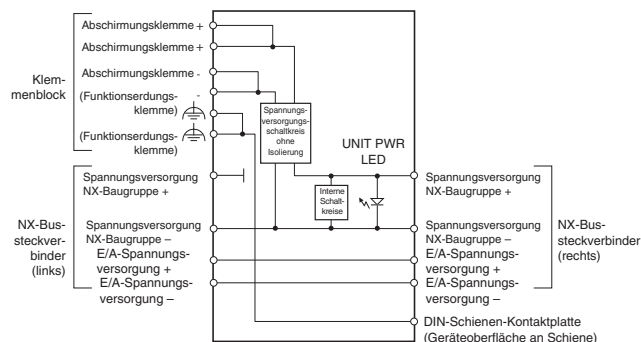 Abschirmungsklemme +
Abschirmungsklemme +
Abschirmungsklemme -
-
(Funktionserdungs-
klemme)
(Funktionserdungs-
klemme)
Klem-
menblock
Spannungs-
versorgungs-
schaltkreis
ohne
Isolierung
UNIT PWR
LED
Interne
Schalt-
kreise
Spannungsversorgung
NX-Baugruppe +
Spannungsversorgung
NX-Baugruppe –
E/A-Spannungs-
versorgung +
E/A-Spannungs-
versorgung –
NX-Bus-
steckver-
binder
(links)
Spannungsversorgung
NX-Baugruppe +
Spannungsversorgung
NX-Baugruppe –
E/A-Spannungs-
versorgung +
E/A-Spannungs-
versorgung –
NX-Bus-
steckverbinder
(rechts)
DIN-Schienen-Kontaktplatte
(Geräteoberfläche an Schiene)